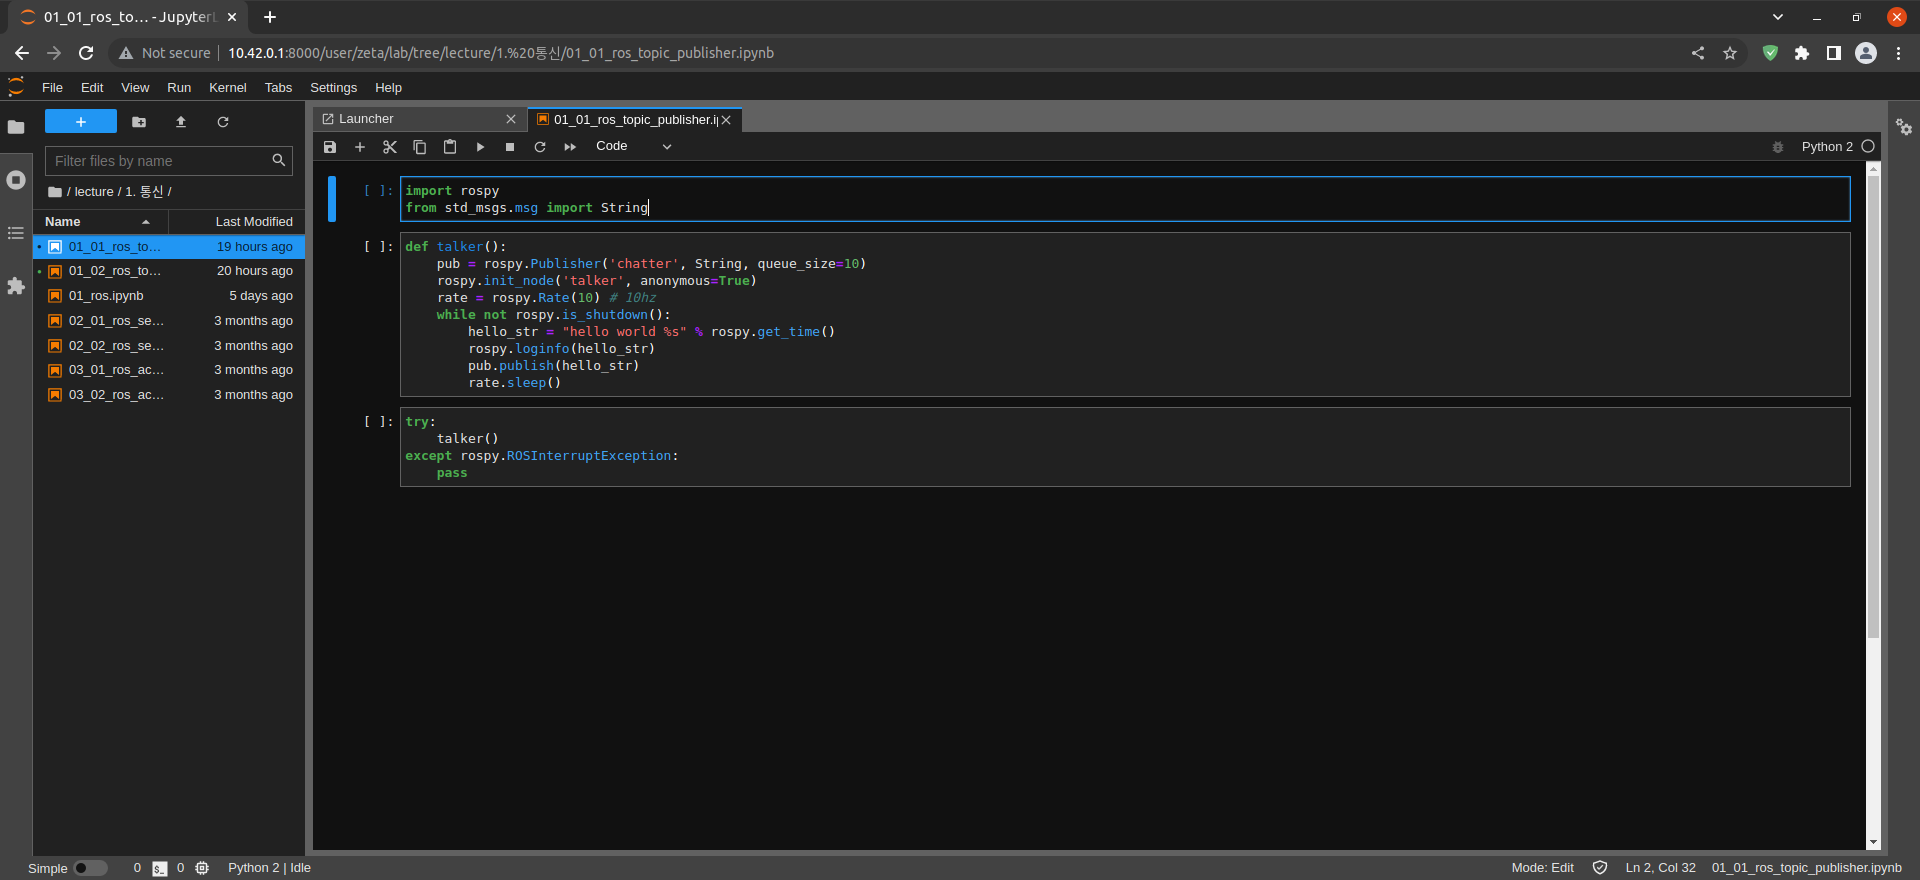 01_01_ros_to… - JupyterL
Not secure
10.42.0.1:8000/user/zeta/lab/tree/lecture/1.%20통신/01_01_ros_topic_publisher.ipynb
File Edit View Run Kernel Tabs Settings Help
Filter files by name
/ lecture / 1. 통신 /
Name Last Modified
01_01_ros_to… 19 hours ago
01_02_ros_to… 20 hours ago
01_ros.ipynb 5 days ago
02_01_ros_se… 3 months ago
02_02_ros_se… 3 months ago
03_01_ros_ac… 3 months ago
03_02_ros_ac… 3 months ago
Launcher
01_01_ros_topic_publisher.i
Code
Python 2
[ ]: import rospy
from std_msgs.msg import String
[ ]: def talker():
    pub = rospy.Publisher('chatter', String, queue_size=10)
    rospy.init_node('talker', anonymous=True)
    rate = rospy.Rate(10) # 10hz
    while not rospy.is_shutdown():
        hello_str = "hello world %s" % rospy.get_time()
        rospy.loginfo(hello_str)
        pub.publish(hello_str)
        rate.sleep()
[ ]: try:
    talker()
except rospy.ROSInterruptException:
    pass
Simple 0 $_ 0 Python 2 | Idle
Mode: Edit Ln 2, Col 32 01_01_ros_topic_publisher.ipynb